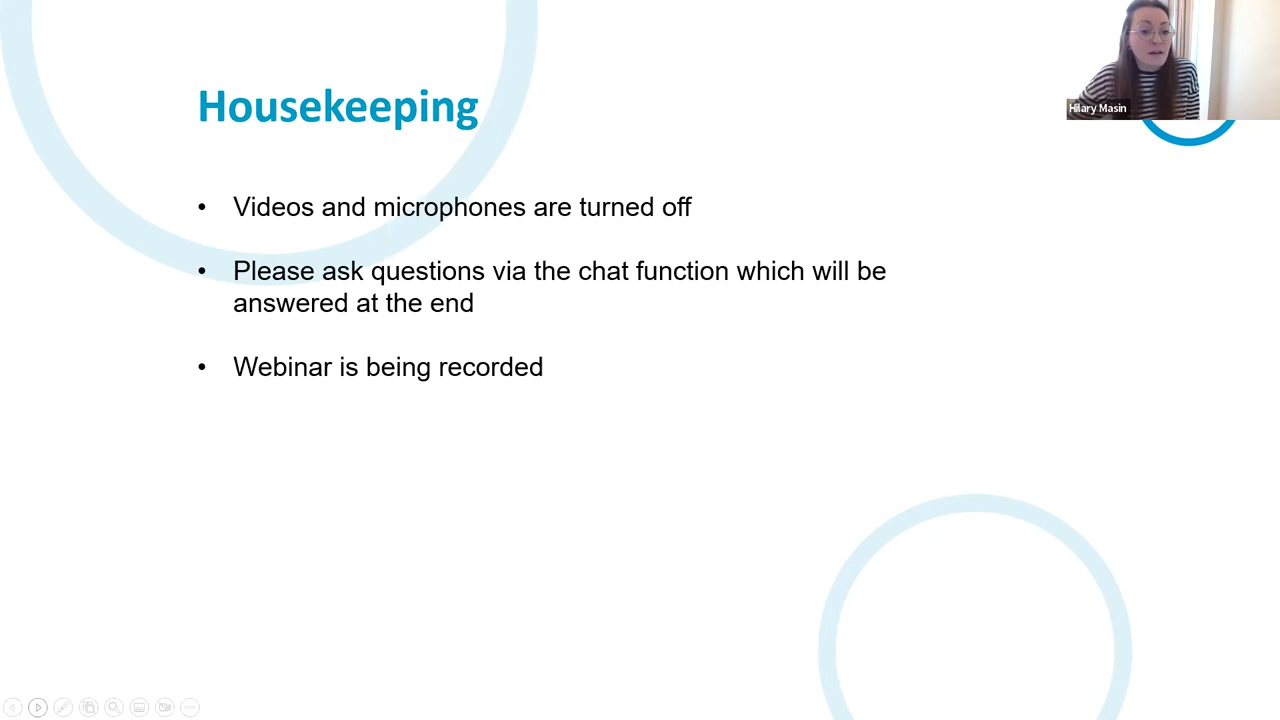 Housekeeping
Hilary Masin
• Videos and microphones are turned off
• Please ask questions via the chat function which will be
answered at the end
• Webinar is being recorded